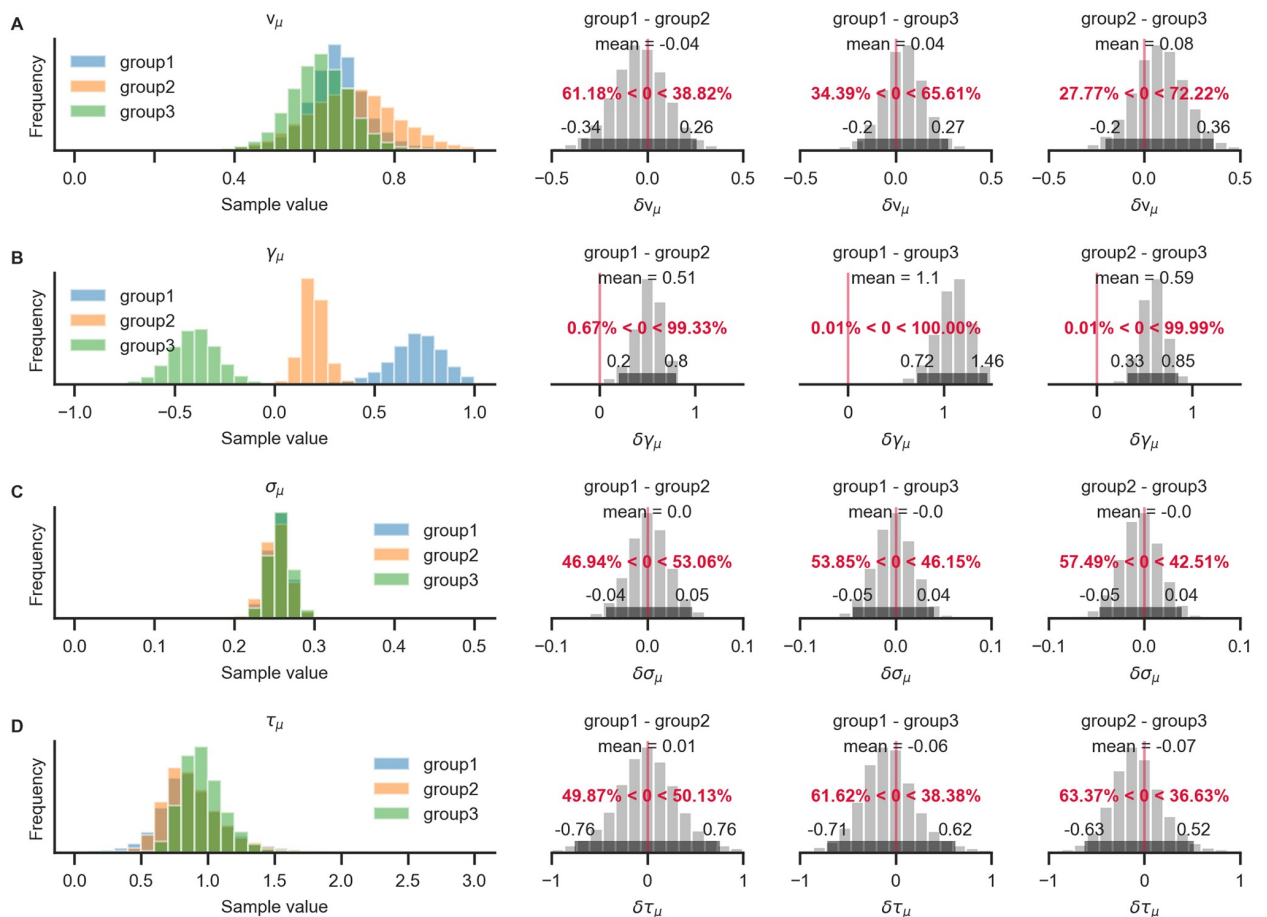 A
vμ
group1 - group2
group1 - group3
group2 - group3
mean = -0.04
mean = 0.04
mean = 0.08
group1
group2
group3
Frequency
61.18% < 0 < 38.82%
34.39% < 0 < 65.61%
27.77% < 0 < 72.22%
-0.34
0.26
-0.2
0.27
-0.2
0.36
0.0
0.4
0.8
−0.5
0.0
0.5
−0.5
0.0
0.5
−0.5
0.0
0.5
Sample value
δvμ
δvμ
δvμ
B
γμ
group1 - group2
group1 - group3
group2 - group3
mean = 0.51
mean = 1.1
mean = 0.59
group1
group2
group3
Frequency
0.67% < 0 < 99.33%
0.01% < 0 < 100.00%
0.01% < 0 < 99.99%
0.2
0.8
0.72
1.46
0.33
0.85
−1.0
−0.5
0.0
0.5
1.0
0
1
0
1
0
1
Sample value
δγμ
δγμ
δγμ
C
σμ
group1 - group2
group1 - group3
group2 - group3
mean = 0.0
mean = -0.0
mean = -0.0
group1
group2
group3
Frequency
46.94% < 0 < 53.06%
53.85% < 0 < 46.15%
57.49% < 0 < 42.51%
-0.04
0.05
-0.05
0.04
-0.05
0.04
0.0
0.1
0.2
0.3
0.4
0.5
−0.1
0.0
0.1
−0.1
0.0
0.1
−0.1
0.0
0.1
Sample value
δσμ
δσμ
δσμ
D
τμ
group1 - group2
group1 - group3
group2 - group3
mean = 0.01
mean = -0.06
mean = -0.07
group1
group2
group3
Frequency
49.87% < 0 < 50.13%
61.62% < 0 < 38.38%
63.37% < 0 < 36.63%
-0.76
0.76
-0.71
0.62
-0.63
0.52
0.0
0.5
1.0
1.5
2.0
2.5
3.0
−1
0
1
−1
0
1
−1
0
1
Sample value
δτμ
δτμ
δτμ